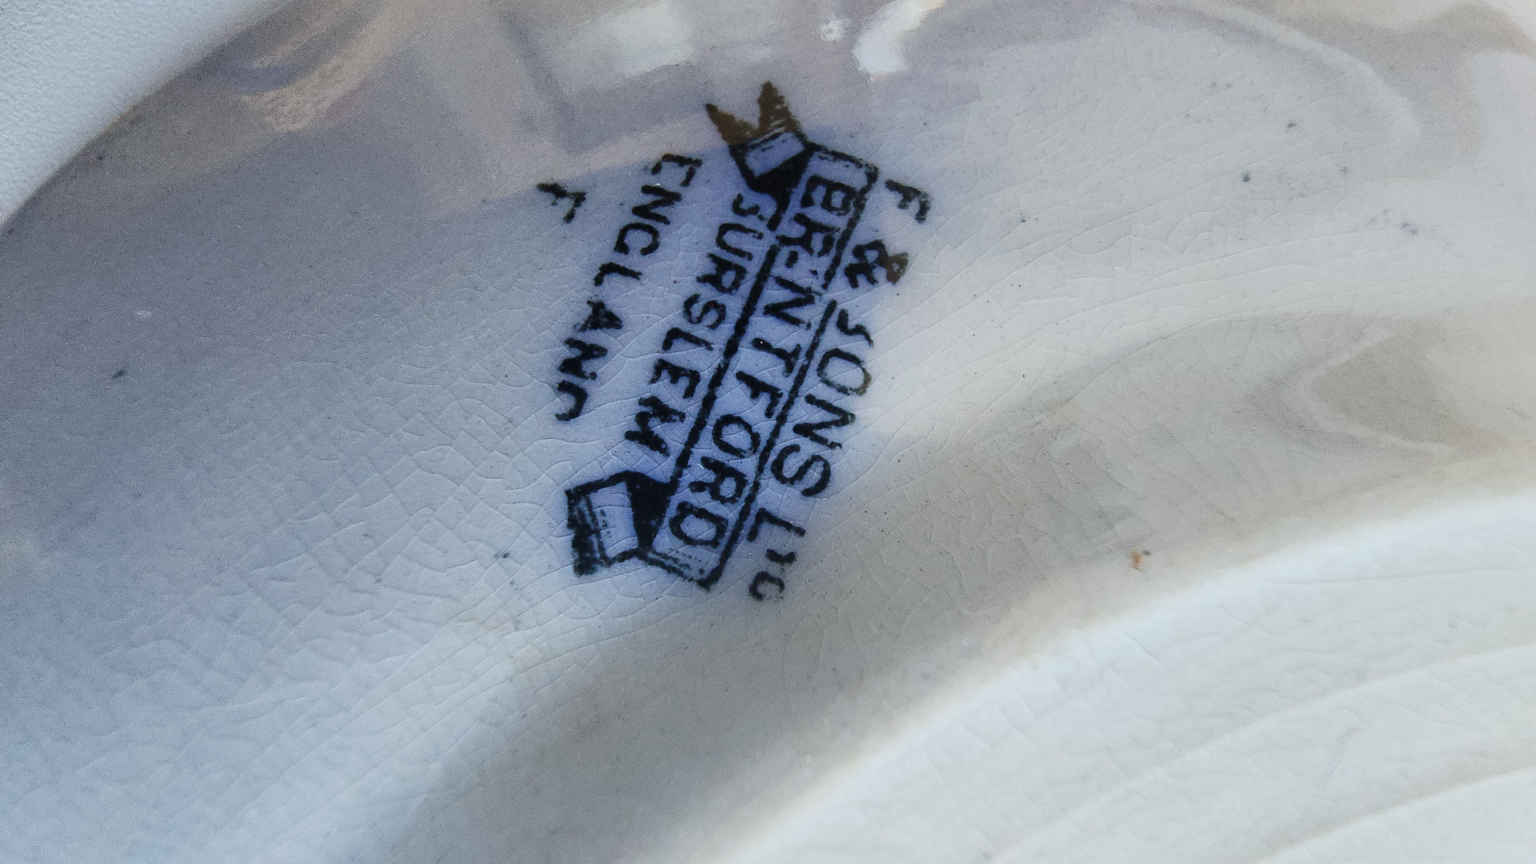 F & SONS LTD
BRENTFORD
BURSLEM
ENGLAND
F